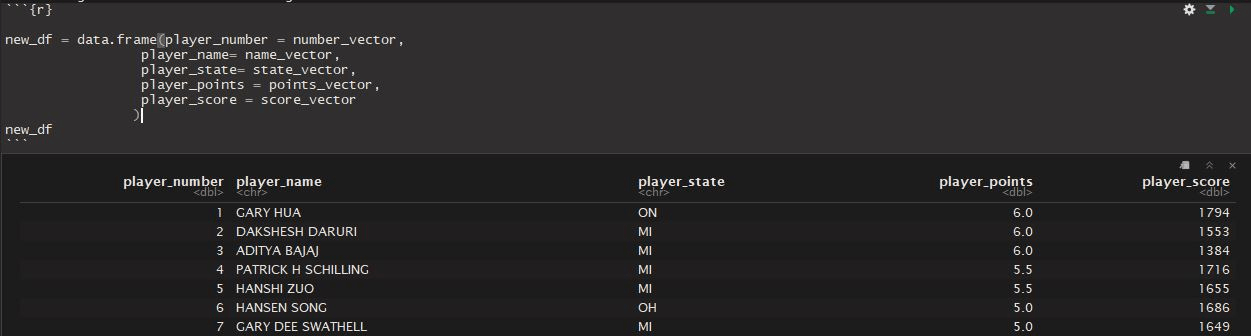 ```{r}
new_df = data.frame(player_number = number_vector,
player_name= name_vector,
player_state= state_vector,
player_points = points_vector,
player_score = score_vector
)
new_df
```
player_number player_name player_state player_points player_score
<dbl> <chr> <chr> <dbl> <dbl>
1 GARY HUA ON 6.0 1794
2 DAKSHESH DARURI MI 6.0 1553
3 ADITYA BAJAJ MI 6.0 1384
4 PATRICK H SCHILLING MI 5.5 1716
5 HANSHI ZUO MI 5.5 1655
6 HANSEN SONG OH 5.0 1686
7 GARY DEE SWATHELL MI 5.0 1649